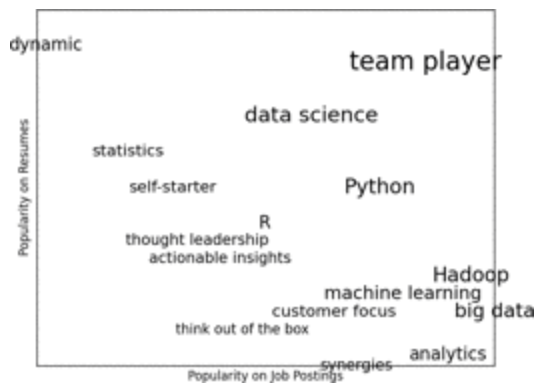 dynamic
team player
data science
statistics
self-starter
Python
R
thought leadership
actionable insights
Hadoop
machine learning
customer focus
big data
think out of the box
analytics
synergies
Popularity on Job Postings
Popularity on Resumes